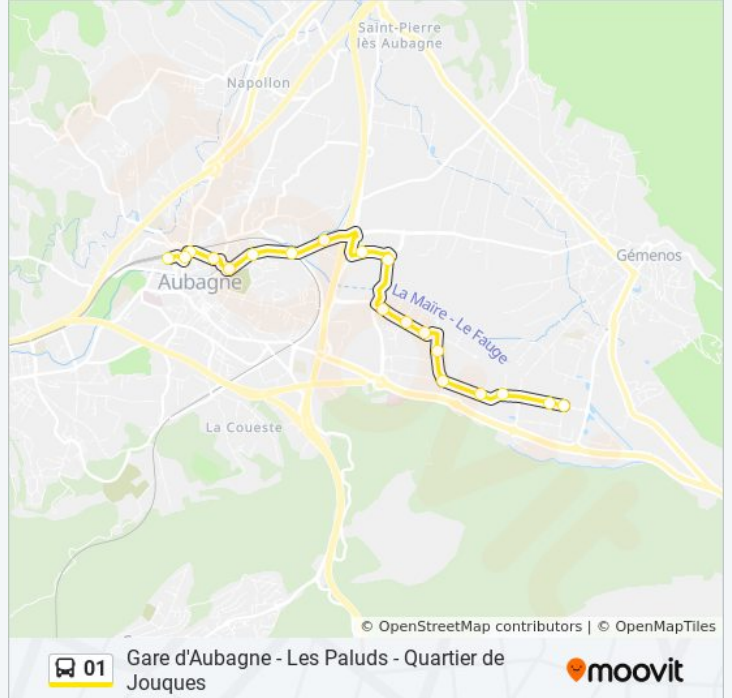 Saint-Pierre
lès Aubagne
Napollon
Gémenos
Aubagne
La Maïre - Le Fauge
La Coueste
© OpenStreetMap contributors | © OpenMapTiles
01
Gare d'Aubagne - Les Paluds - Quartier de
Jouques
moovit